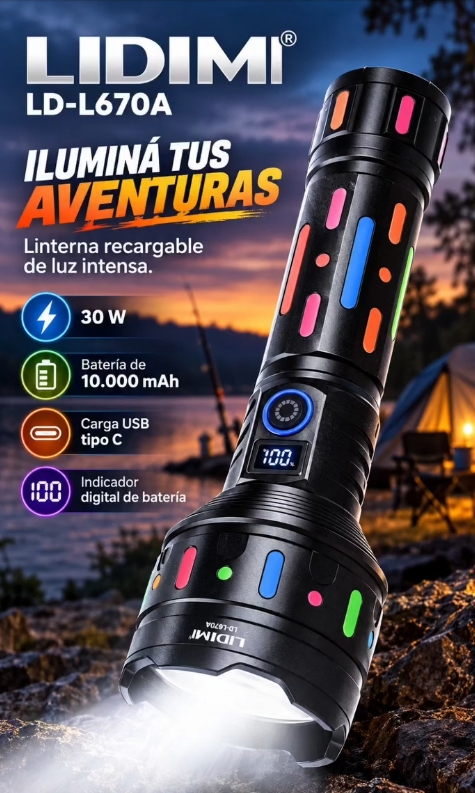 LIDIMI®
LD-L670A
ILUMINÁ TUS
AVENTURAS
Linterna recargable
de luz intensa.
30 W
Batería de
10.000 mAh
Carga USB
tipo C
100
Indicador
digital de batería
100%
LIDIMI®
LD-L670A